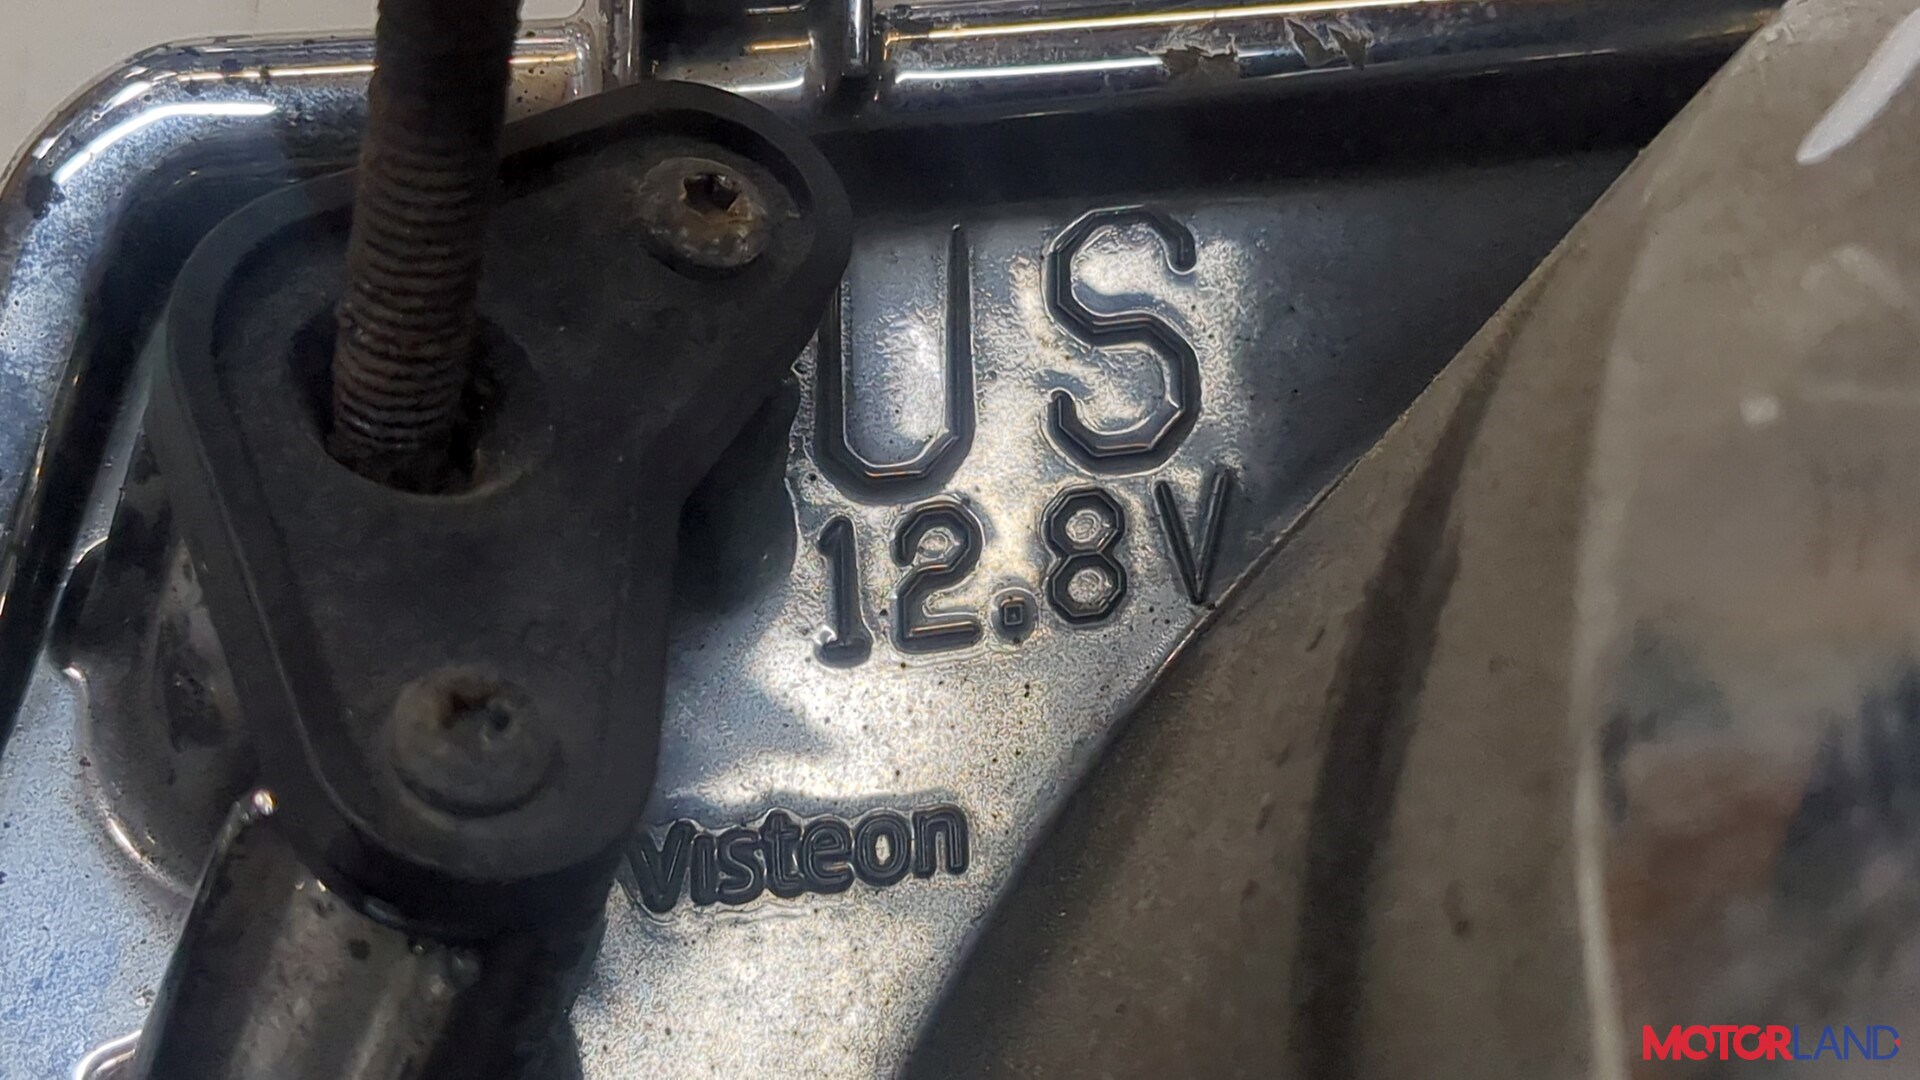 US
12.8V
Visteon
MOTORLAND